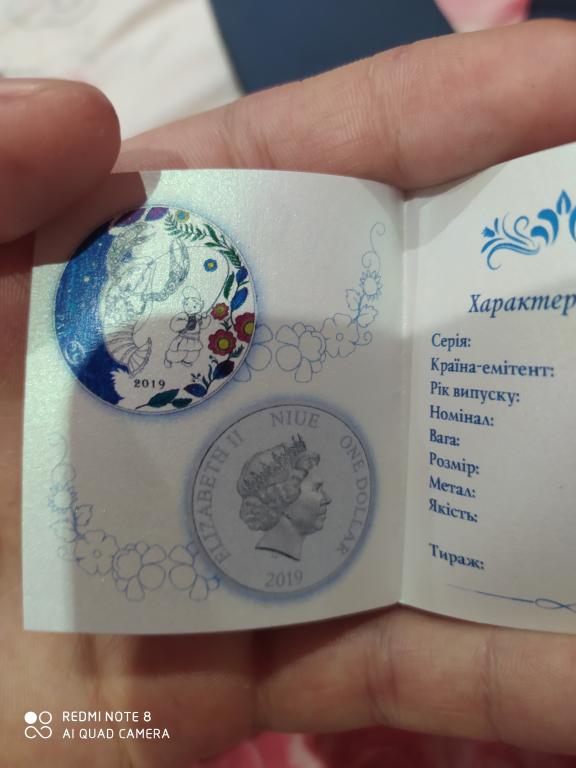 2019
ELIZABETH II NIUE ONE DOLLAR
2019
Характер
Серія:
Країна-емітент:
Рік випуску:
Номінал:
Вага:
Розмір:
Метал:
Якість:
Тираж:
REDMI NOTE 8
AI QUAD CAMERA